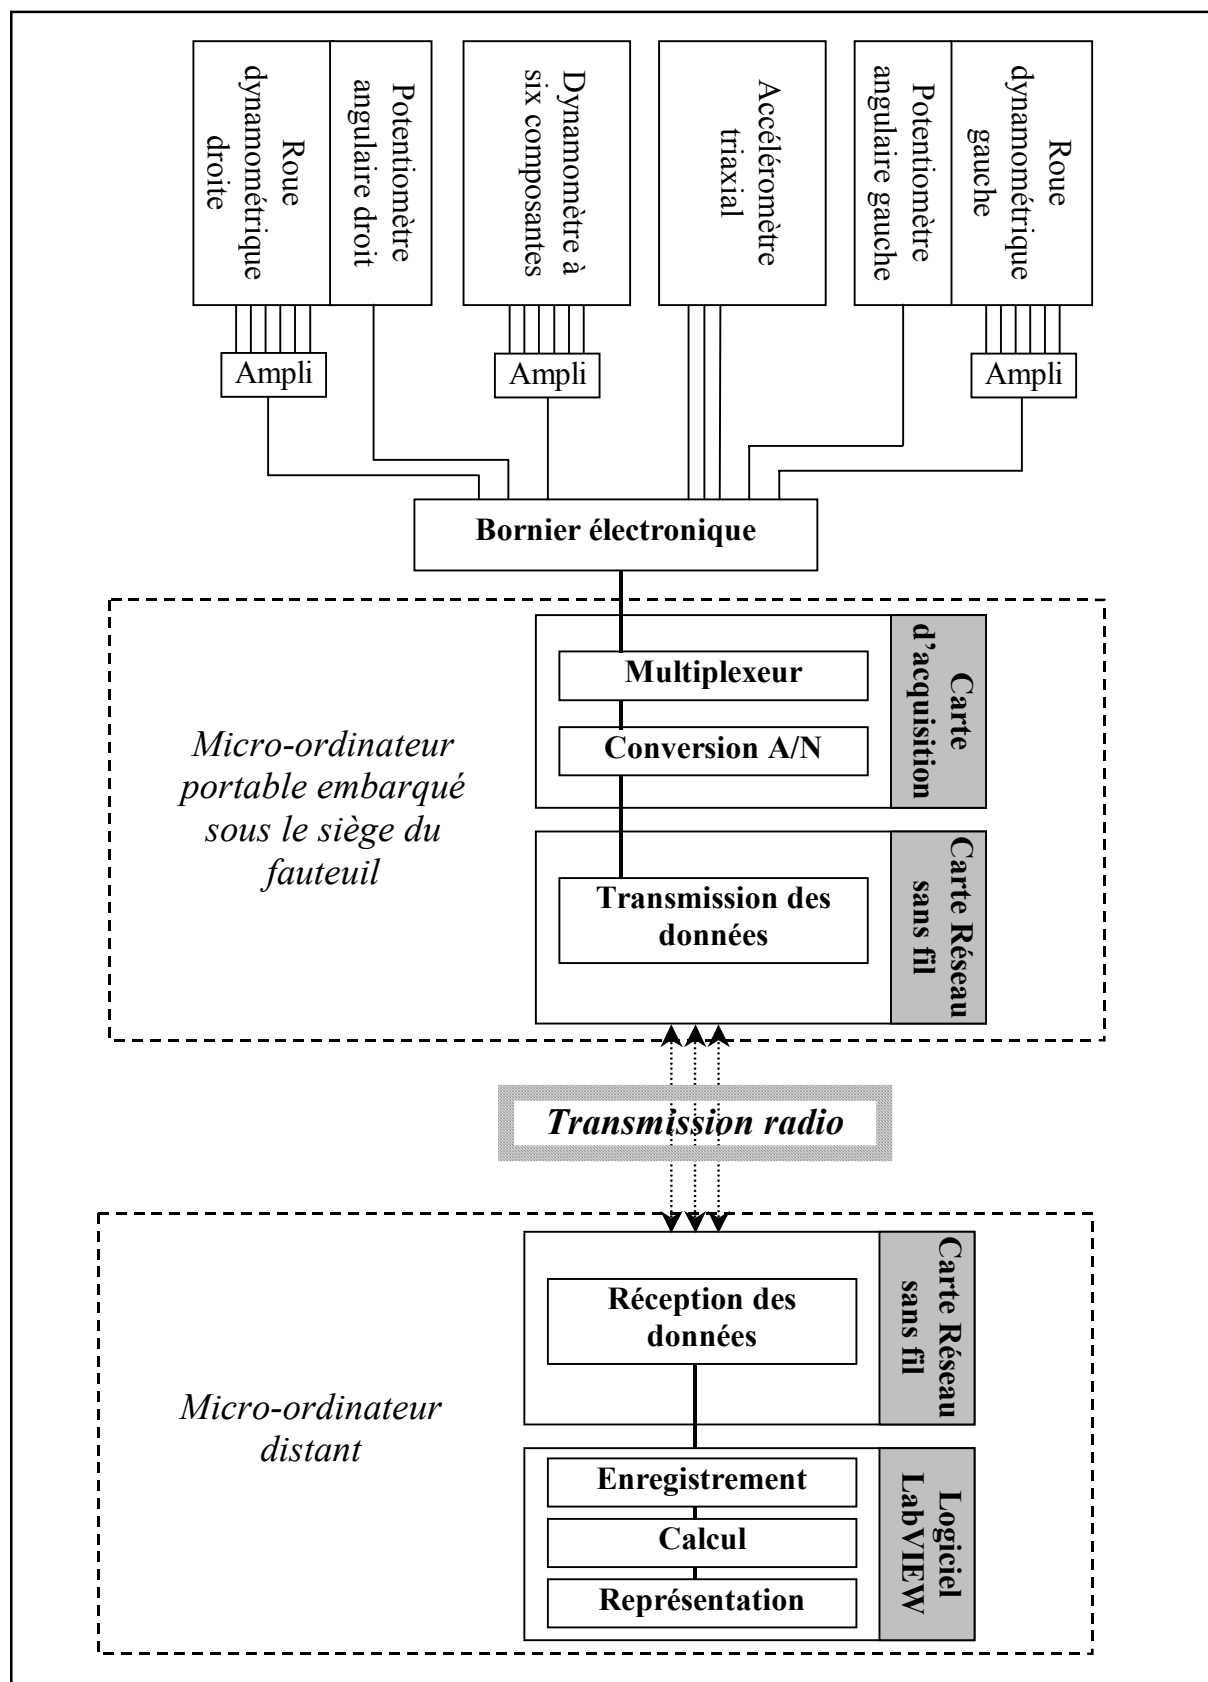 Roue
dynamométrique
droite
Potentiomètre
angulaire droit
Dynamomètre à
six composantes
Accéléromètre
triaxial
Potentiomètre
angulaire gauche
Roue
dynamométrique
gauche
Ampli
Ampli
Ampli
Bornier électronique
Micro-ordinateur
portable embarqué
sous le siège du
fauteuil
Multiplexeur
Conversion A/N
Carte
d'acquisition
Transmission des
données
Carte Réseau
sans fil
Transmission radio
Micro-ordinateur
distant
Réception des
données
Carte Réseau
sans fil
Enregistrement
Calcul
Représentation
Logiciel
LabVIEW